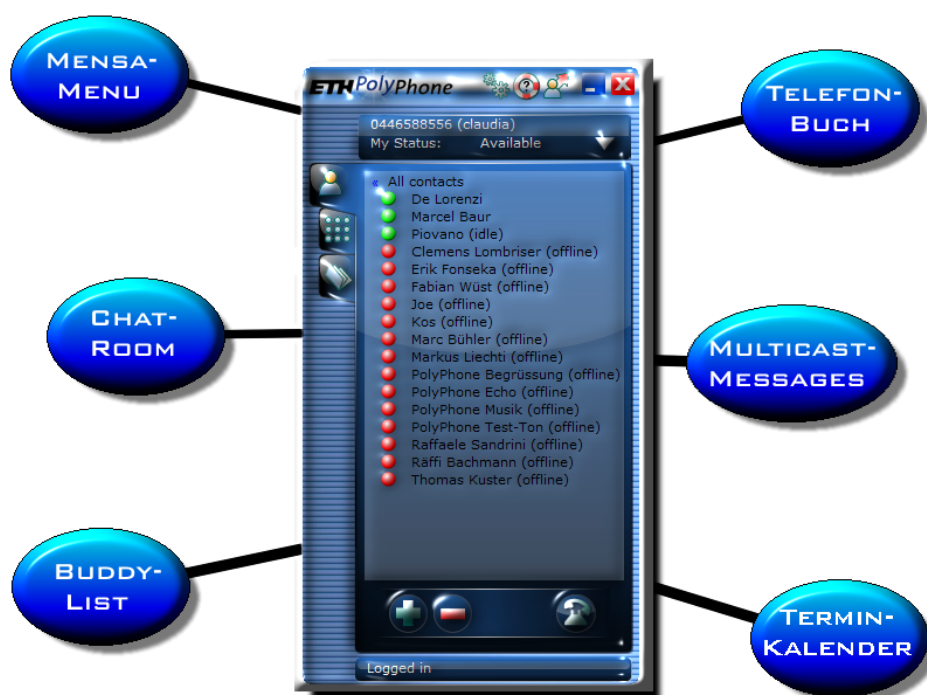 MENSA-
MENU
TELEFON-
BUCH
CHAT-
ROOM
MULTICAST-
MESSAGES
BUDDY-
LIST
TERMIN-
KALENDER
ETH PolyPhone
0446588556 (claudia)
My Status: Available
« All contacts
De Lorenzi
Marcel Baur
Piovano (idle)
Clemens Lombriser (offline)
Erik Fonseka (offline)
Fabian Wüst (offline)
Joe (offline)
Kos (offline)
Marc Bühler (offline)
Markus Liechti (offline)
PolyPhone Begrüssung (offline)
PolyPhone Echo (offline)
PolyPhone Musik (offline)
PolyPhone Test-Ton (offline)
Raffaele Sandrini (offline)
Räffi Bachmann (offline)
Thomas Kuster (offline)
Logged in